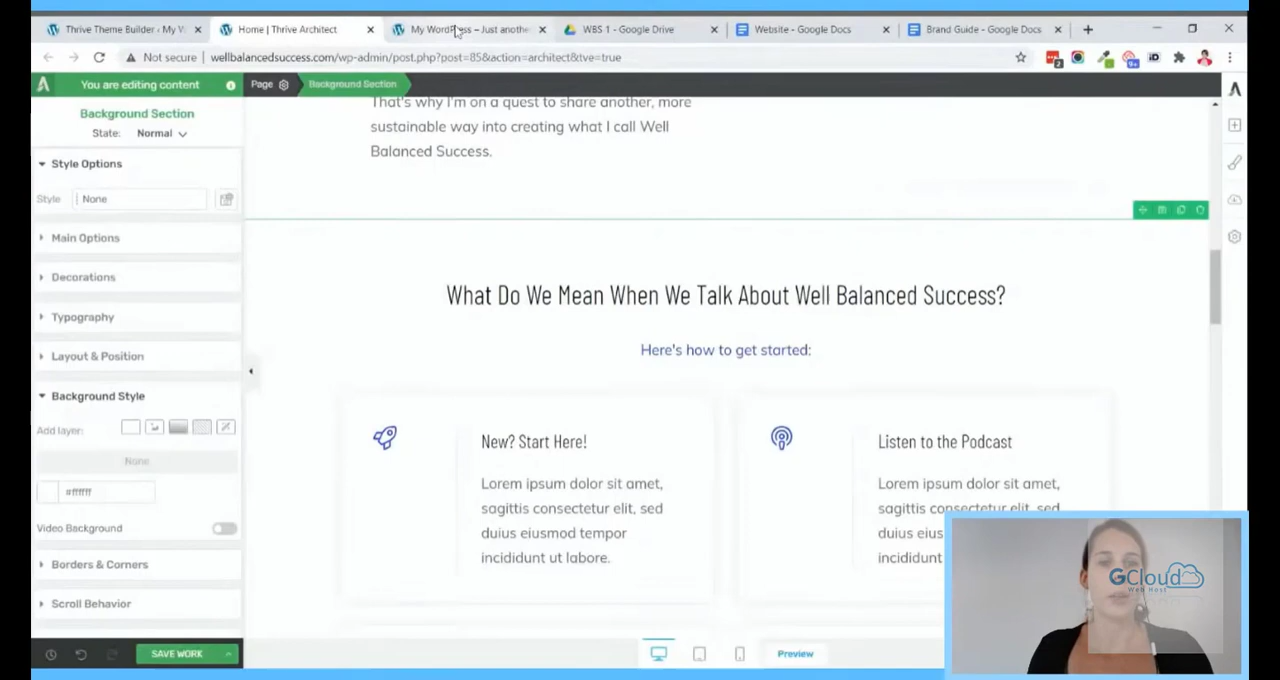 Thrive Theme Builder ‹ My W
Home | Thrive Architect
My WordPress – Just anothe
WBS 1 - Google Drive
Website - Google Docs
Brand Guide - Google Docs
Not secure | wellbalancedsuccess.com/wp-admin/post.php?post=85&action=architect&tve=true
You are editing content
Page
Background Section
Background Section
State: Normal
Style Options
Style None
Main Options
Decorations
Typography
Layout & Position
Background Style
Add layer:
None
#ffffff
Video Background
Borders & Corners
Scroll Behavior
SAVE WORK
That's why I'm on a quest to share another, more
sustainable way into creating what I call Well
Balanced Success.
What Do We Mean When We Talk About Well Balanced Success?
Here's how to get started:
New? Start Here!
Lorem ipsum dolor sit amet,
sagittis consectetur elit, sed
duius eiusmod tempor
incididunt ut labore.
Listen to the Podcast
Lorem ipsum dolor sit amet,
sagittis consectetur elit, sed
duius
incididunt
Preview
GCloud
Web Host